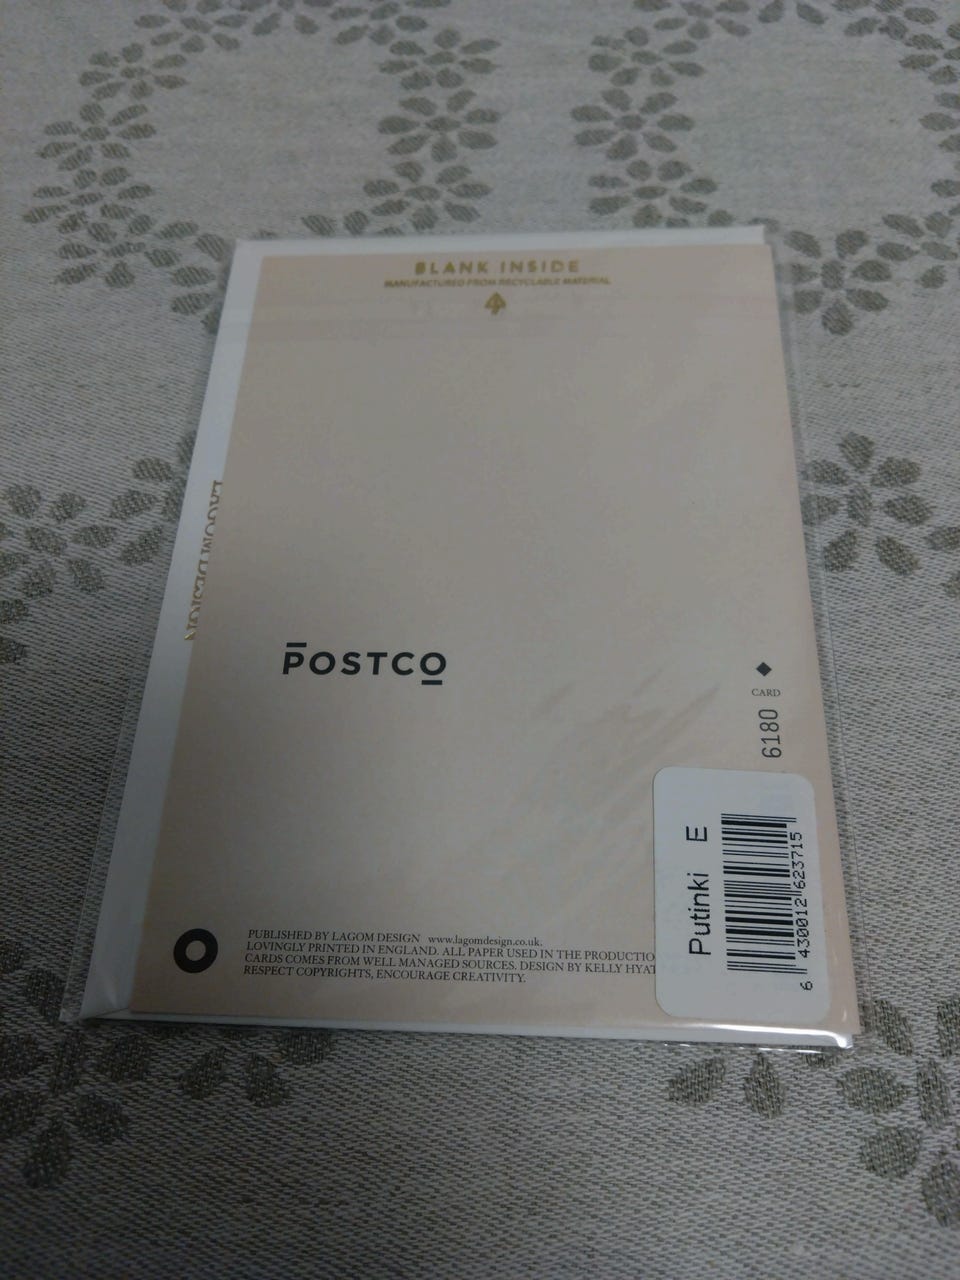 BLANK INSIDE
MANUFACTURED FROM RECYCLABLE MATERIAL
LAGOM DESIGN
POSTCO
CARD
6180
Putinki E
6 430012 623715
PUBLISHED BY LAGOM DESIGN www.lagomdesign.co.uk.
LOVINGLY PRINTED IN ENGLAND. ALL PAPER USED IN THE PRODUCTIO
CARDS COMES FROM WELL MANAGED SOURCES. DESIGN BY KELLY HYAT
RESPECT COPYRIGHTS, ENCOURAGE CREATIVITY.